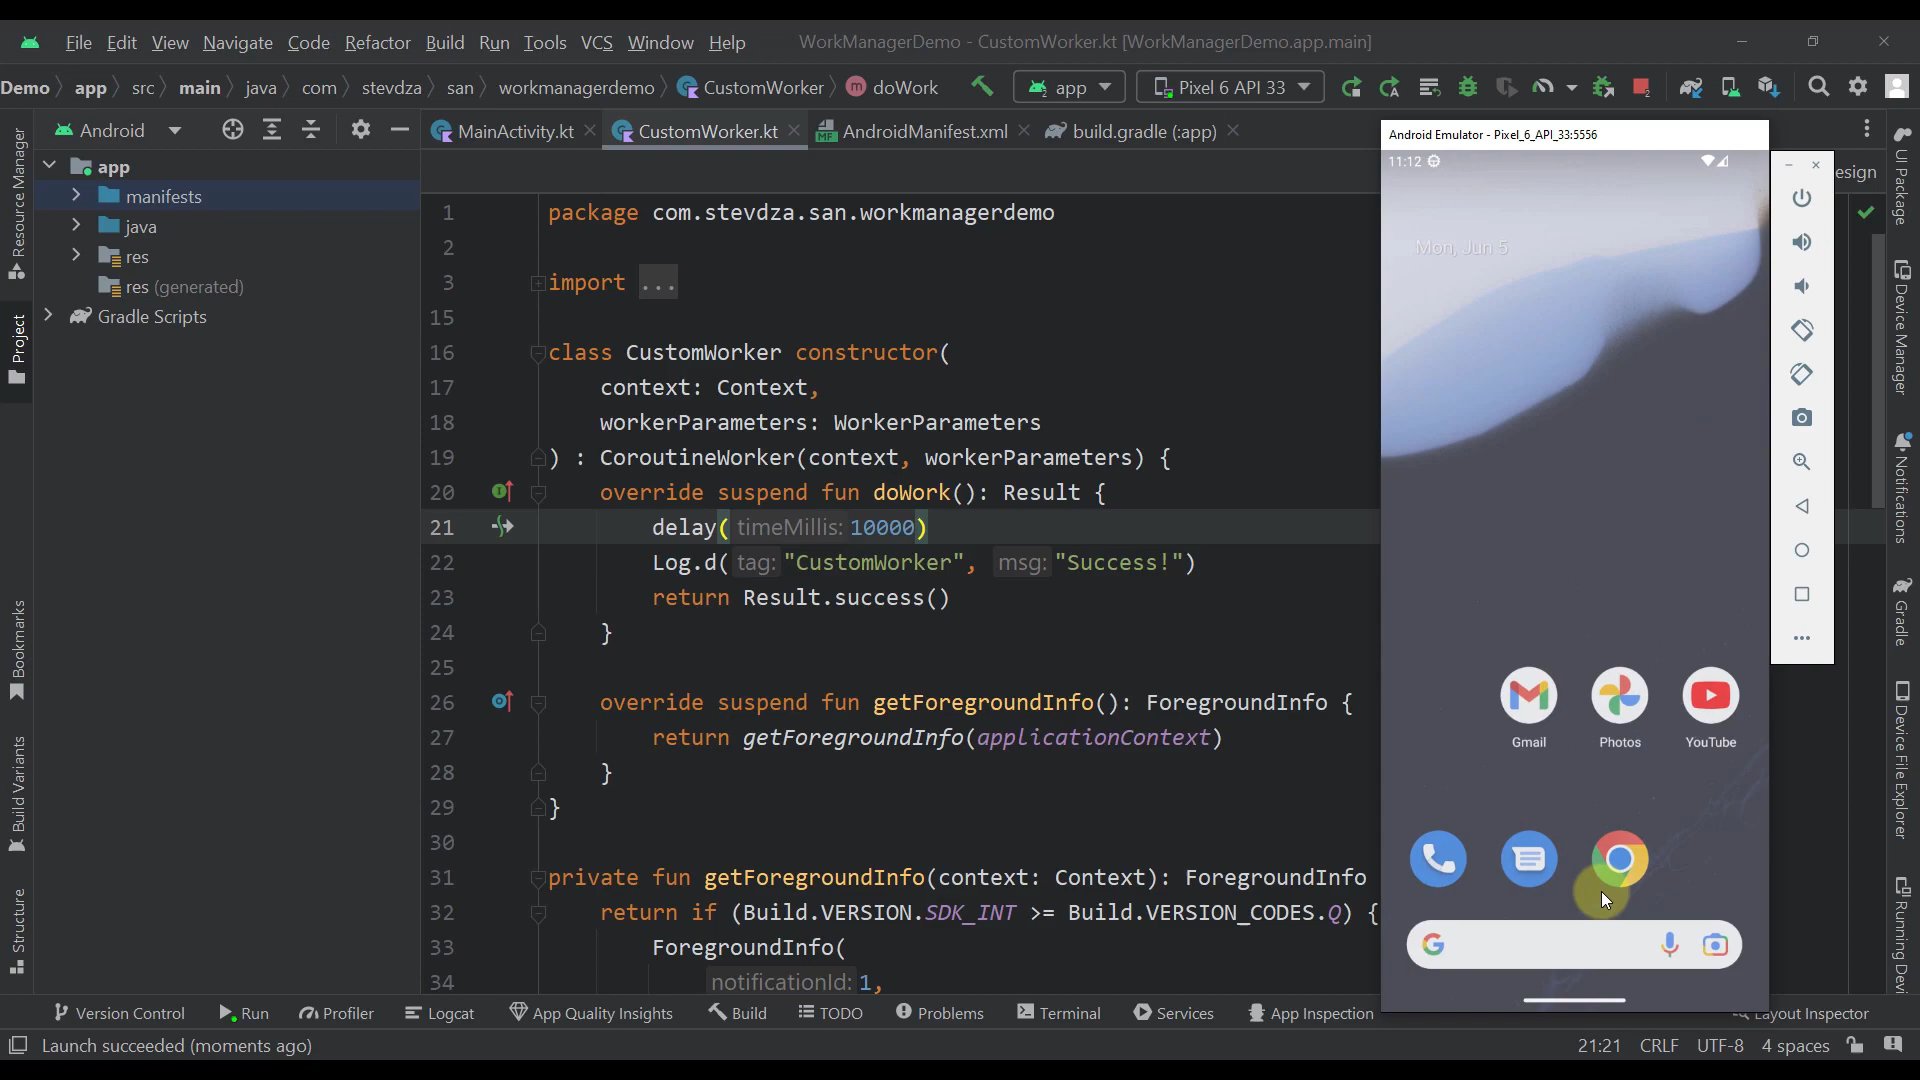 File Edit View Navigate Code Refactor Build Run Tools VCS Window Help WorkManagerDemo - CustomWorker.kt [WorkManagerDemo.app.main]
Demo app src main java com stevdza san workmanagerdemo CustomWorker doWork app Pixel 6 API 33
Android
MainActivity.kt CustomWorker.kt AndroidManifest.xml build.gradle (:app)
app
manifests
java
res
res (generated)
Gradle Scripts
Resource Manager
Project
Bookmarks
Build Variants
Structure
1 package com.stevdza.san.workmanagerdemo
2
3 import ...
15
16 class CustomWorker constructor(
17 context: Context,
18 workerParameters: WorkerParameters
19 ) : CoroutineWorker(context, workerParameters) {
20 override suspend fun doWork(): Result {
21 delay( timeMillis: 10000)
22 Log.d( tag: "CustomWorker", msg: "Success!")
23 return Result.success()
24 }
25
26 override suspend fun getForegroundInfo(): ForegroundInfo {
27 return getForegroundInfo(applicationContext)
28 }
29 }
30
31 private fun getForegroundInfo(context: Context): ForegroundInfo
32 return if (Build.VERSION.SDK_INT >= Build.VERSION_CODES.Q) {
33 ForegroundInfo(
34 notificationId: 1,
Android Emulator - Pixel_6_API_33:5556
11:12
Mon, Jun 5
Gmail Photos YouTube
esign
UI Package
Device Manager
Notifications
Gradle
Device File Explorer
Running Devi
Version Control Run Profiler Logcat App Quality Insights Build TODO Problems Terminal Services App Inspection Layout Inspector
Launch succeeded (moments ago) 21:21 CRLF UTF-8 4 spaces